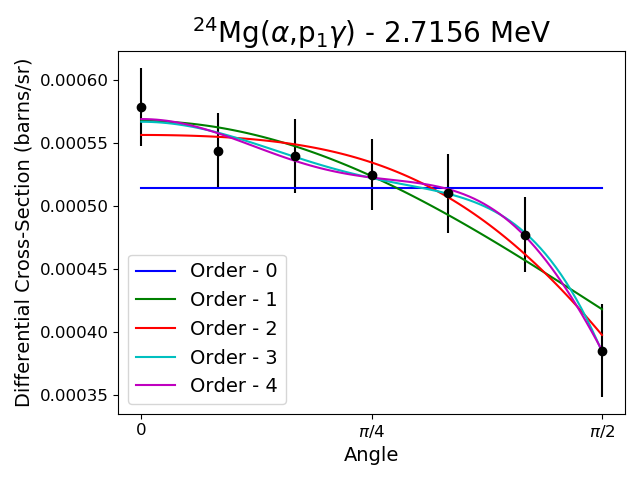 ²⁴Mg(α,p₁γ) - 2.7156 MeV
Differential Cross-Section (barns/sr)
0.00060
0.00055
0.00050
0.00045
0.00040
0.00035
Order - 0
Order - 1
Order - 2
Order - 3
Order - 4
0 π/4 π/2
Angle